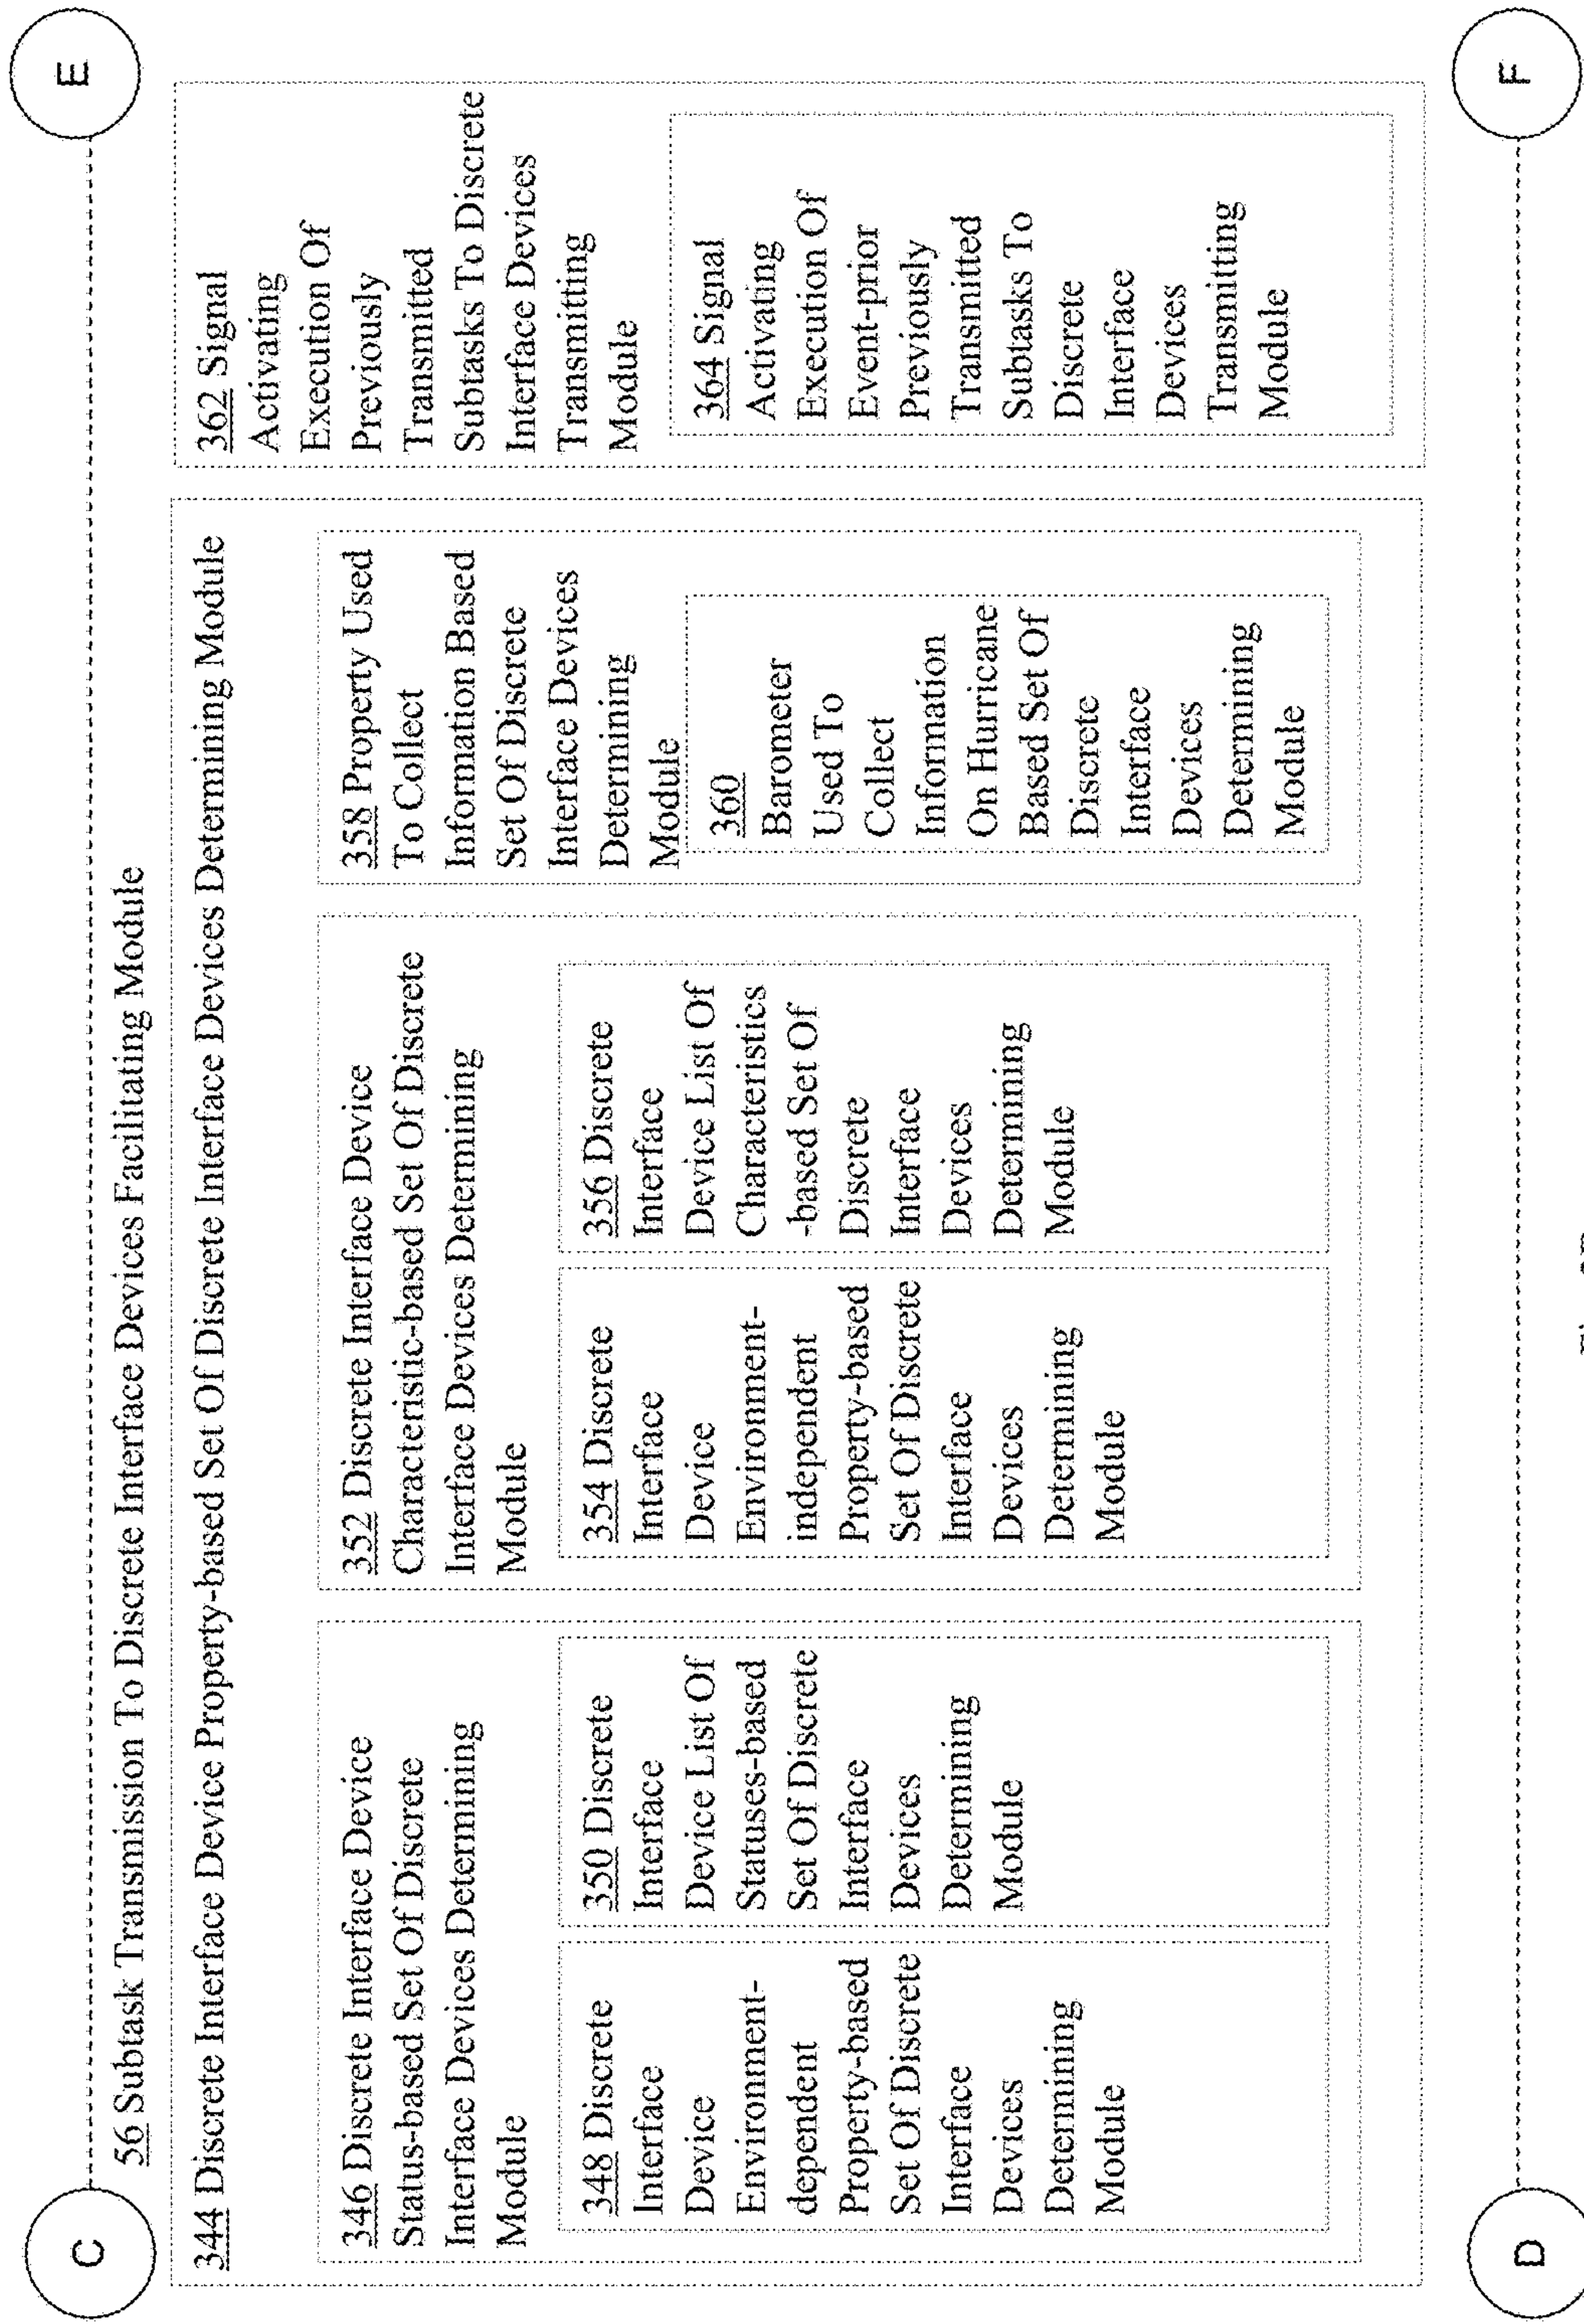 C
E
56 Subtask Transmission To Discrete Interface Devices Facilitating Module
344 Discrete Interface Device Property-based Set Of Discrete Interface Devices Determining Module
346 Discrete Interface Device
Status-based Set Of Discrete
Interface Devices Determining
Module
348 Discrete
Interface
Device
Environment-
dependent
Property-based
Set Of Discrete
Interface
Devices
Determining
Module
350 Discrete
Interface
Device List Of
Statuses-based
Set Of Discrete
Interface
Devices
Determining
Module
352 Discrete Interface Device
Characteristic-based Set Of Discrete
Interface Devices Determining
Module
354 Discrete
Interface
Device
Environment-
independent
Property-based
Set Of Discrete
Interface
Devices
Determining
Module
356 Discrete
Interface
Device List Of
Characteristics
-based Set Of
Discrete
Interface
Devices
Determining
Module
358 Property Used
To Collect
Information Based
Set Of Discrete
Interface Devices
Determining
Module
360
Barometer
Used To
Collect
Information
On Hurricane
Based Set Of
Discrete
Interface
Devices
Determining
Module
362 Signal
Activating
Execution Of
Previously
Transmitted
Subtasks To Discrete
Interface Devices
Transmitting
Module
364 Signal
Activating
Execution Of
Event-prior
Previously
Transmitted
Subtasks To
Discrete
Interface
Devices
Transmitting
Module
D
F